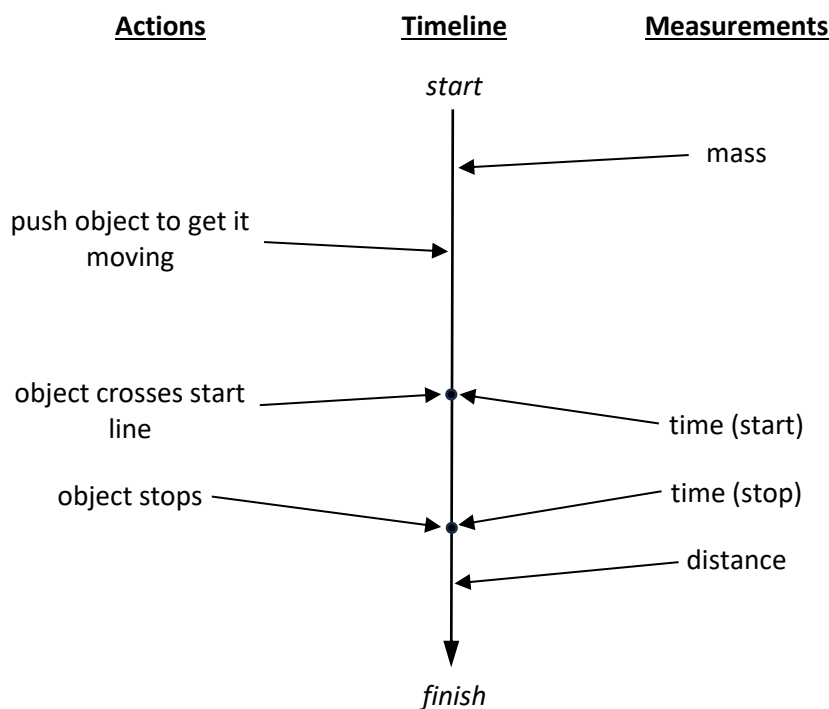 Actions
Timeline
Measurements
start
mass
push object to get it
moving
object crosses start
line
time (start)
object stops
time (stop)
distance
finish